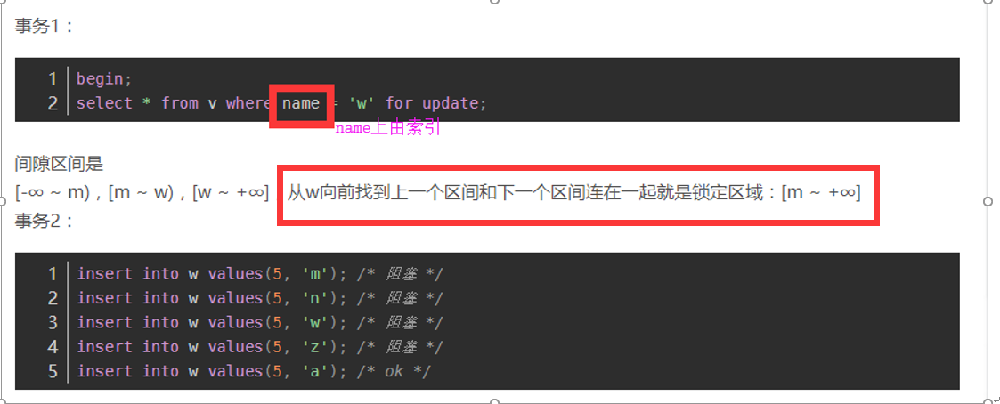 事务1：
1 begin;
2 select * from v where name = 'w' for update;
name上由索引
间隙区间是
[-∞ ~ m) , [m ~ w) , [w ~ +∞] 从w向前找到上一个区间和下一个区间连在一起就是锁定区域：[m ~ +∞]
事务2：
1 insert into w values(5, 'm'); /* 阻塞 */
2 insert into w values(5, 'n'); /* 阻塞 */
3 insert into w values(5, 'w'); /* 阻塞 */
4 insert into w values(5, 'z'); /* 阻塞 */
5 insert into w values(5, 'a'); /* ok */